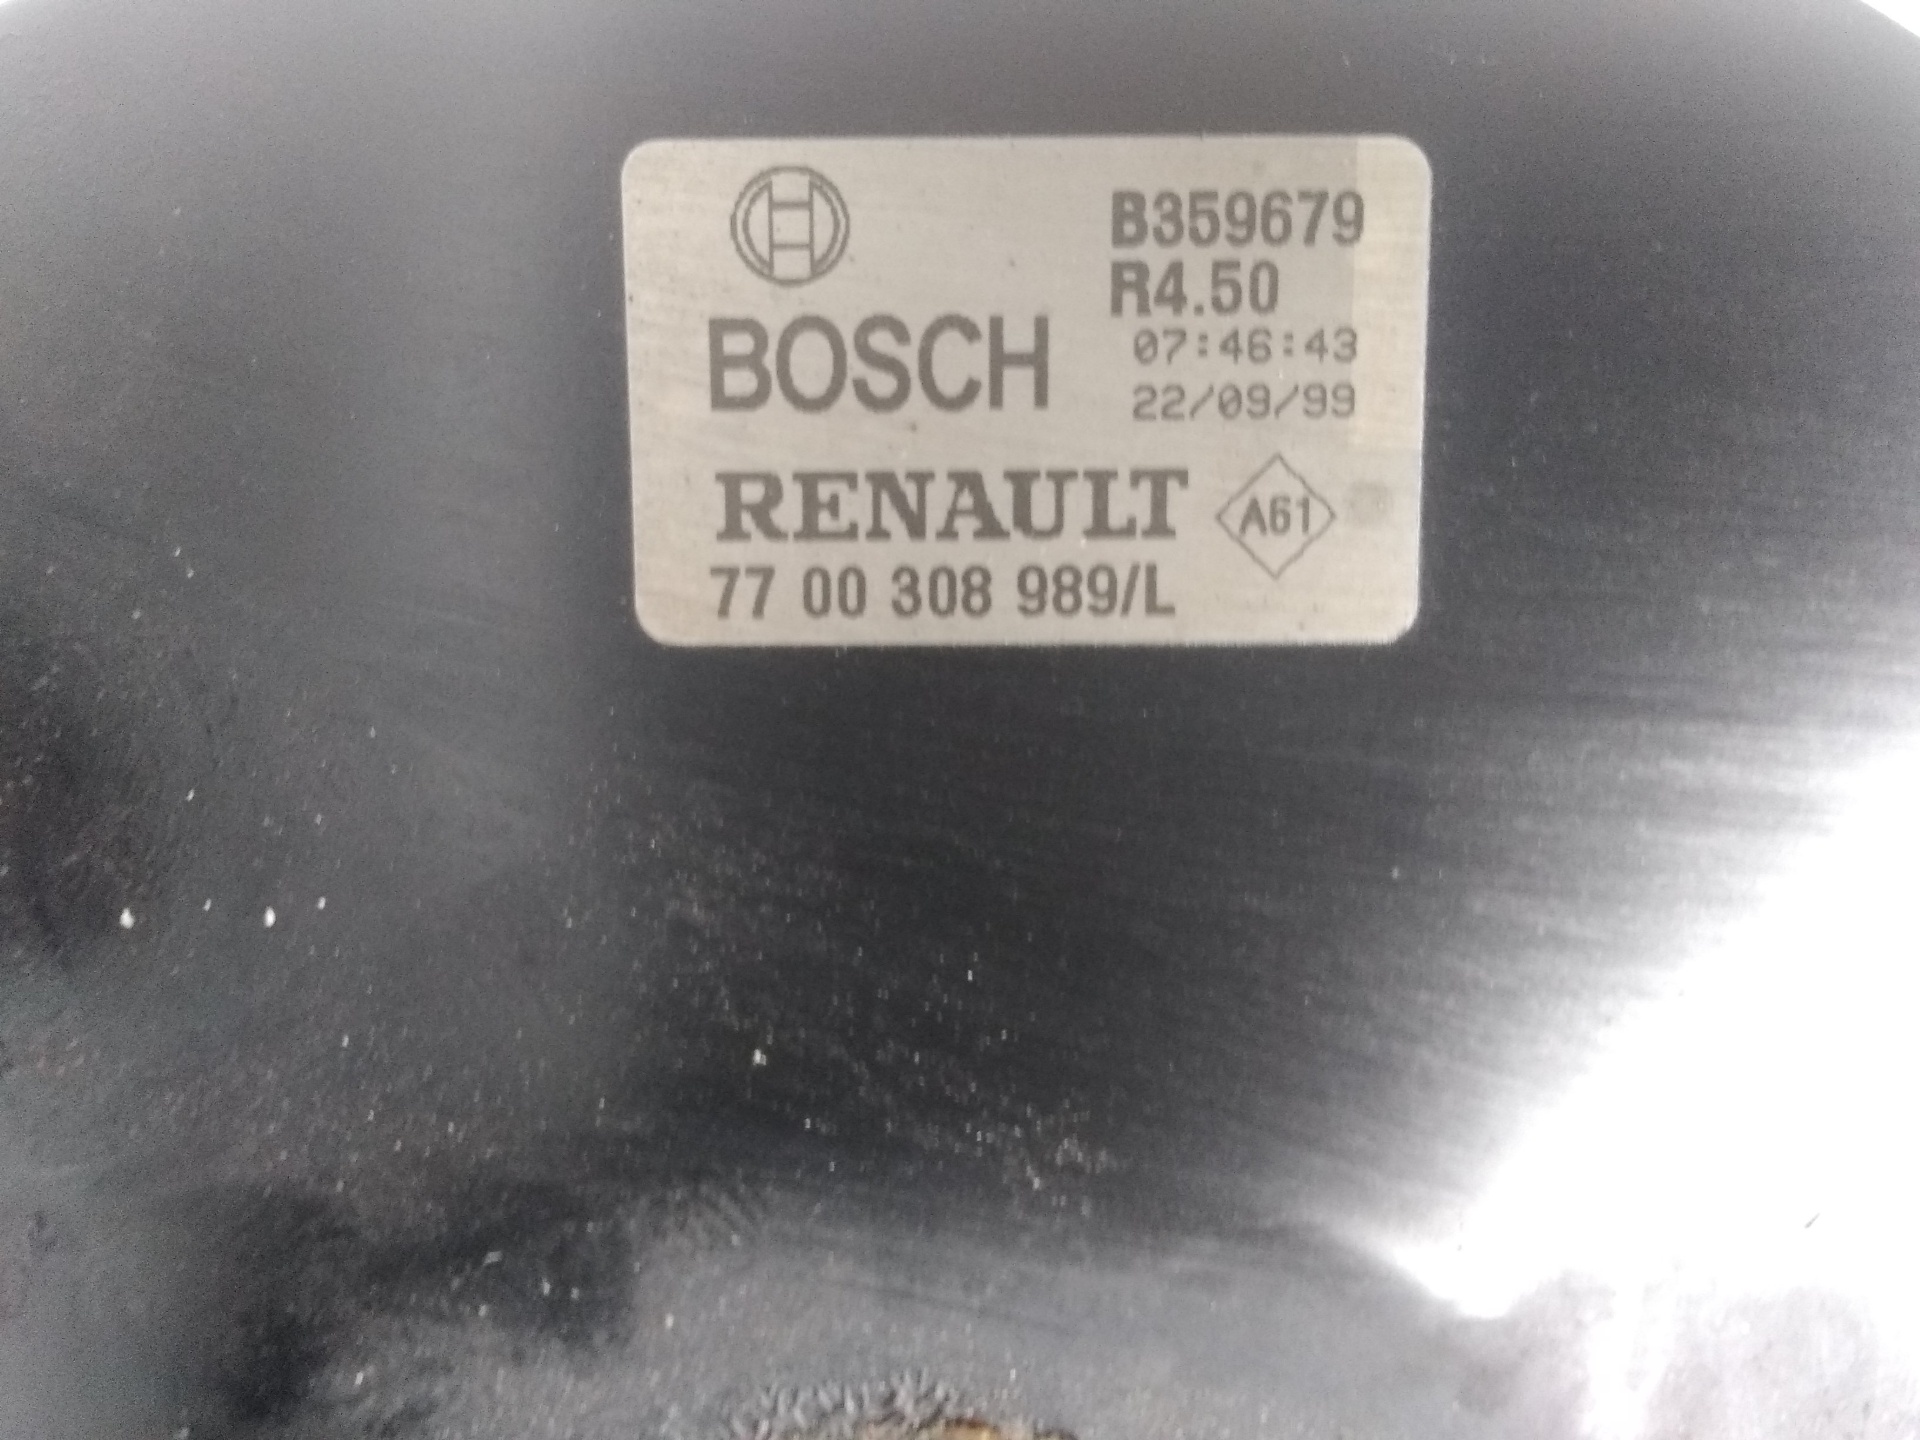 B359679
R4.50
BOSCH
07:46:43
22/09/99
RENAULT A61
77 00 308 989/L